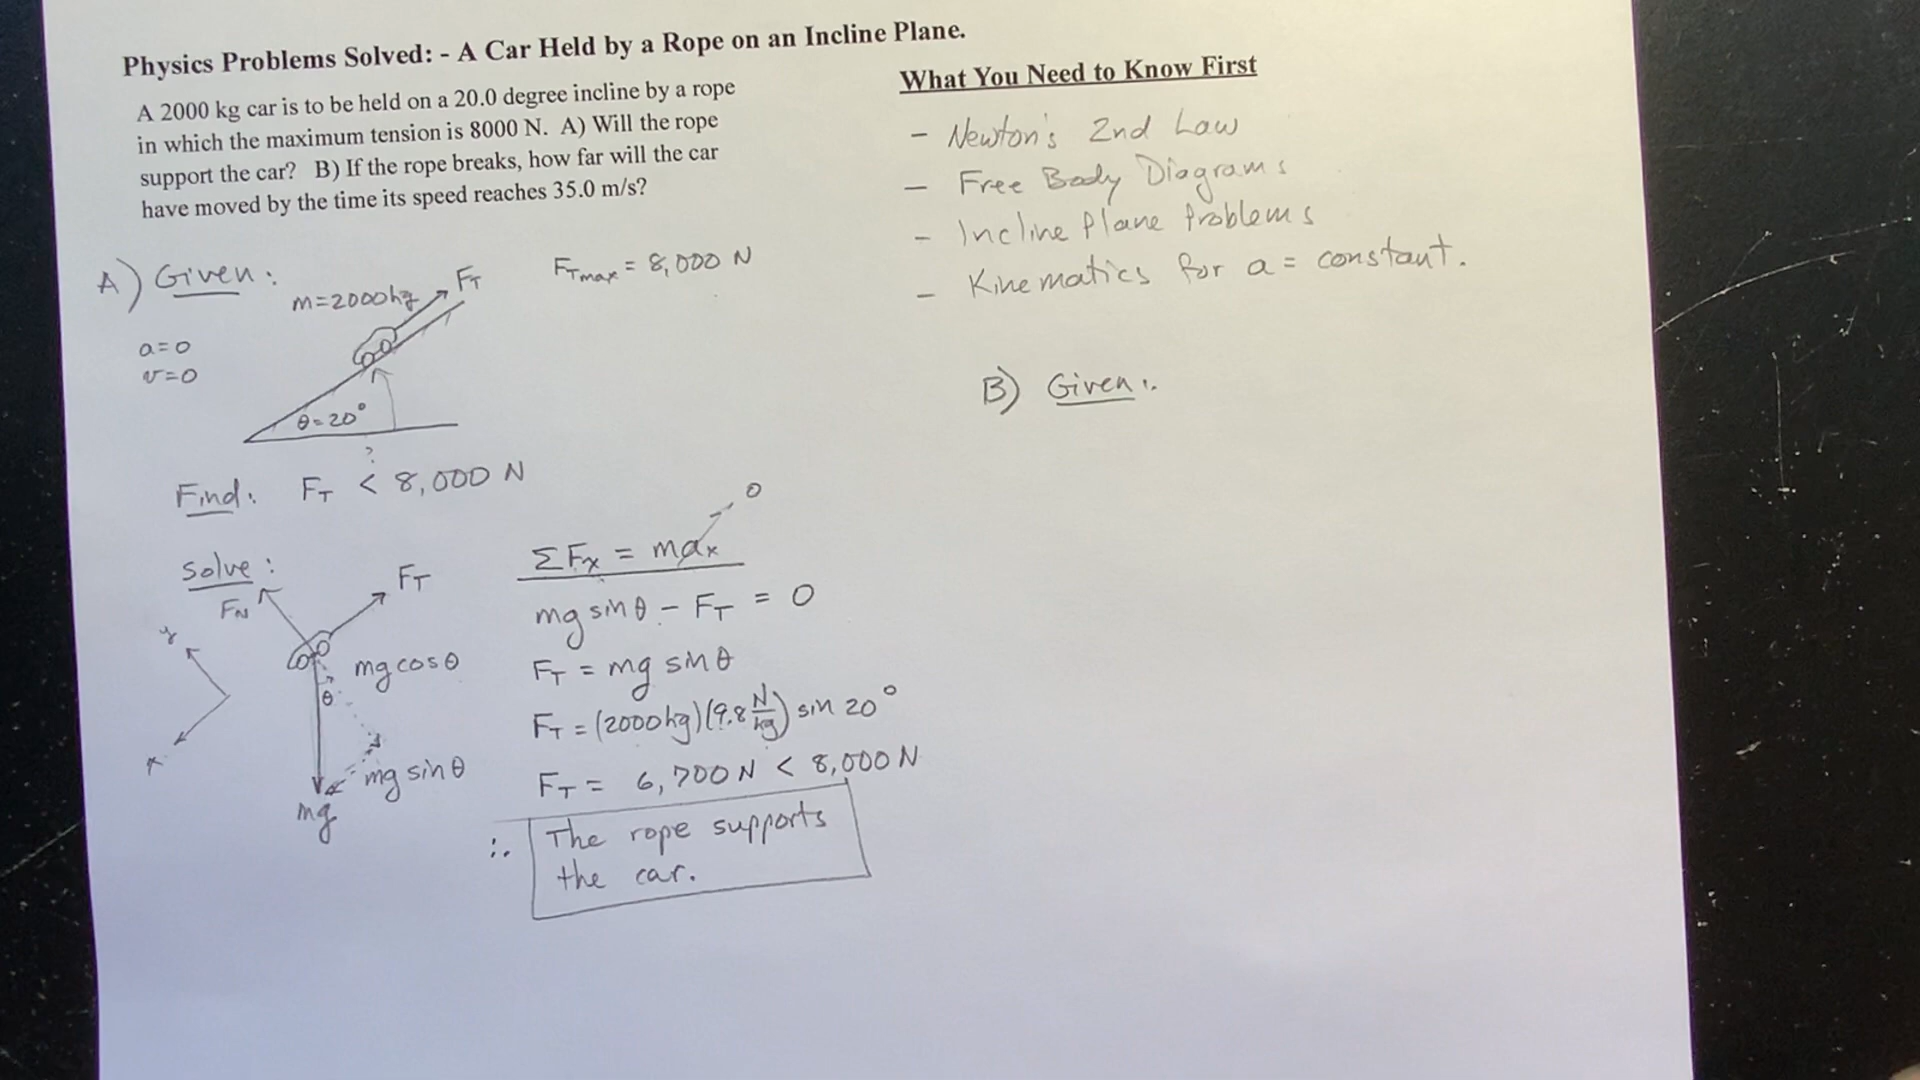 Physics Problems Solved: - A Car Held by a Rope on an Incline Plane.
A 2000 kg car is to be held on a 20.0 degree incline by a rope
in which the maximum tension is 8000 N. A) Will the rope
support the car? B) If the rope breaks, how far will the car
have moved by the time its speed reaches 35.0 m/s?
What You Need to Know First
- Newton's 2nd Law
- Free Body Diagrams
- Incline Plane Problems
- Kinematics for a = constant.
A) Given:
m=2000kg
FT
FTmax = 8,000 N
a=0
v=0
θ=20°
?
Find: FT < 8,000 N
Solve:
FN
FT
y
x
mg cosθ
θ
mg sinθ
mg
ΣFx = max
0
mg sinθ - FT = 0
FT = mg sinθ
FT = (2000kg)(9.8 N/kg) sin 20°
FT = 6,700 N < 8,000 N
∴ The rope supports
the car.
B) Given: